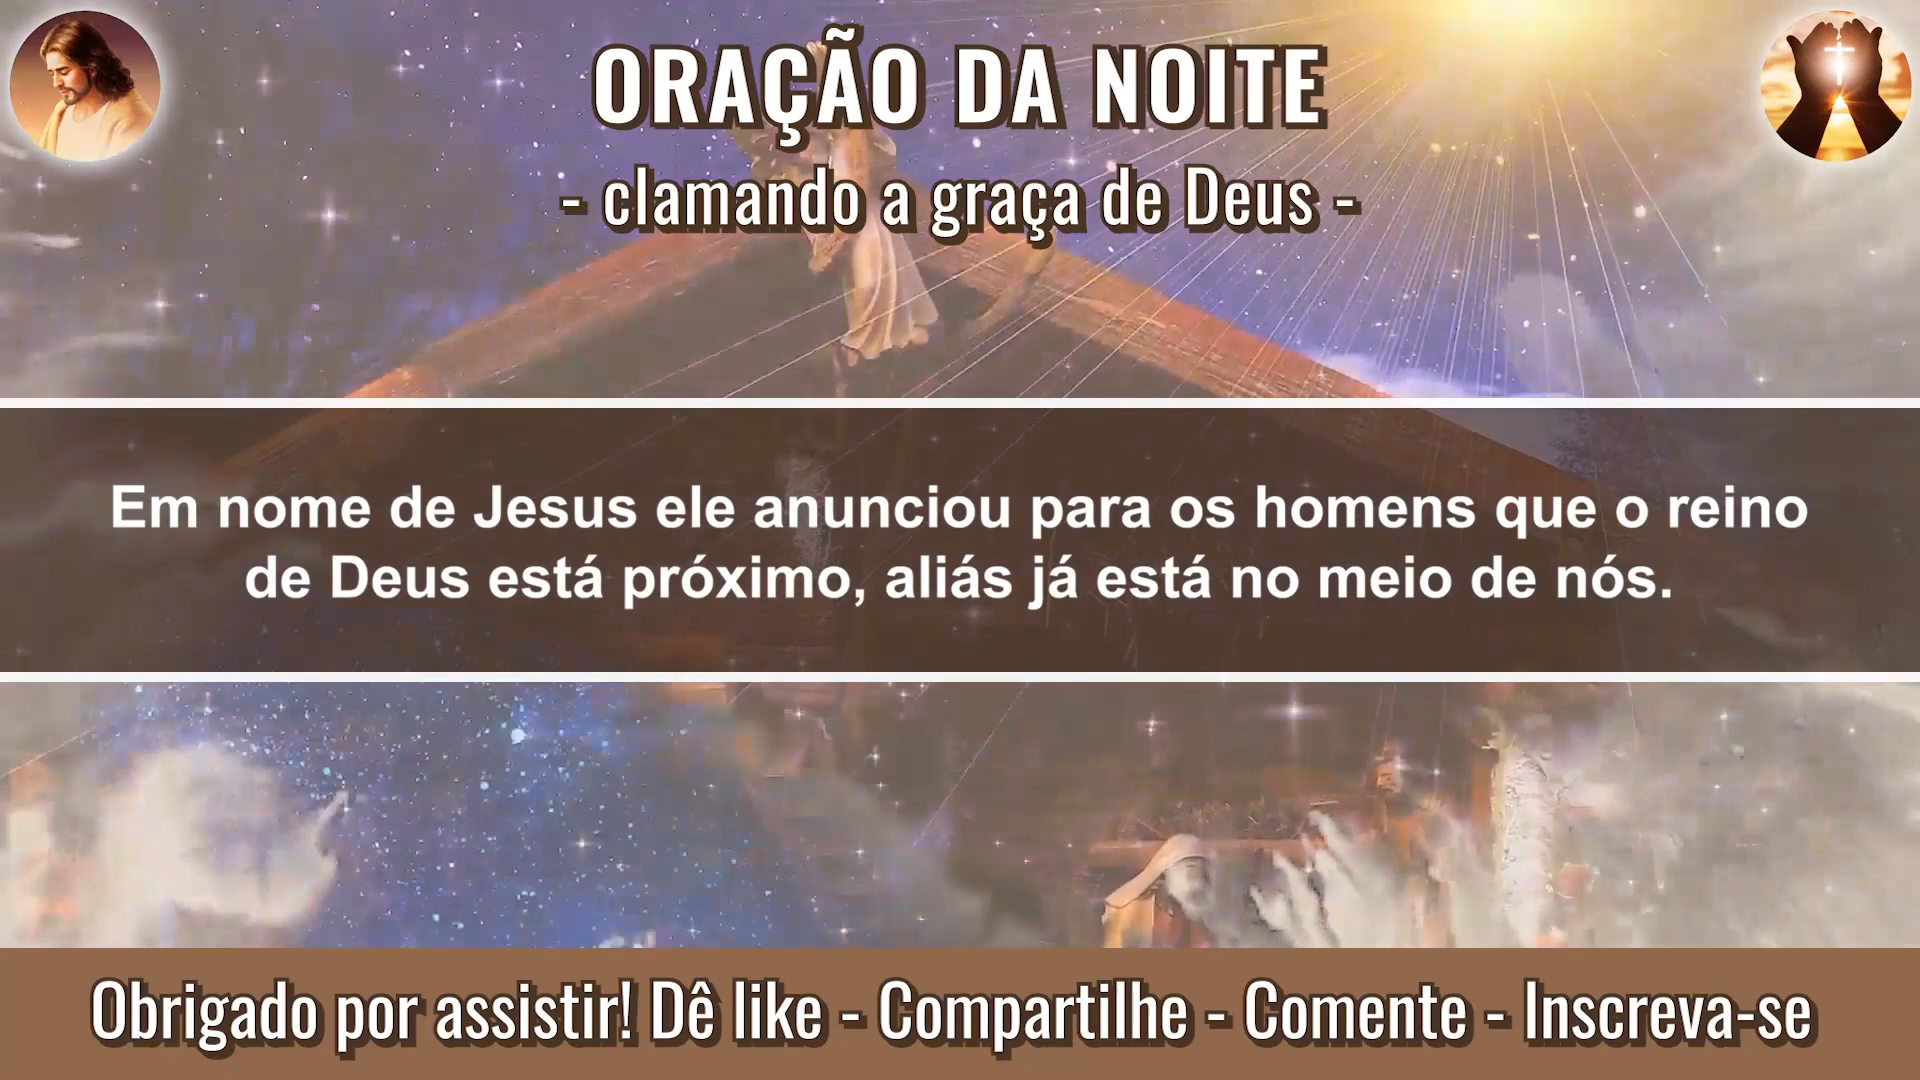 ORAÇÃO DA NOITE
- clamando a graça de Deus -
Em nome de Jesus ele anunciou para os homens que o reino
de Deus está próximo, aliás já está no meio de nós.
Obrigado por assistir! Dê like - Compartilhe - Comente - Inscreva-se